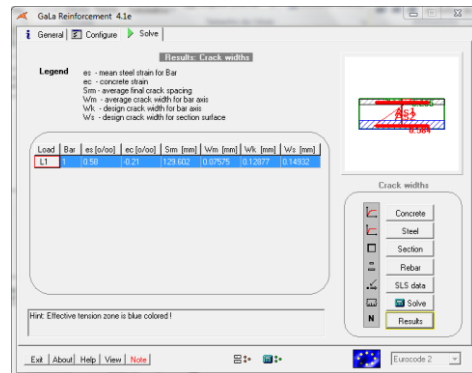 GaLa Reinforcement 4.1e
i General Configure Solve
Results: Crack widths
Legend
es - mean steel strain for Bar
ec - concrete strain
Srm - average final crack spacing
Wm - average crack width for bar axis
Wk - design crack width for bar axis
Ws - design crack width for section surface
Load Bar es [o/oo] ec [o/oo] Srm [mm] Wm [mm] Wk [mm] Ws [mm]
L1 1 0.58 -0.21 129.602 0.07575 0.12877 0.14932
As1
0.584
Crack widths
Concrete
Steel
Section
Rebar
SLS data
Solve
N Results
Hint: Effective tension zone is blue colored !
Exit About Help View Note
Eurocode 2